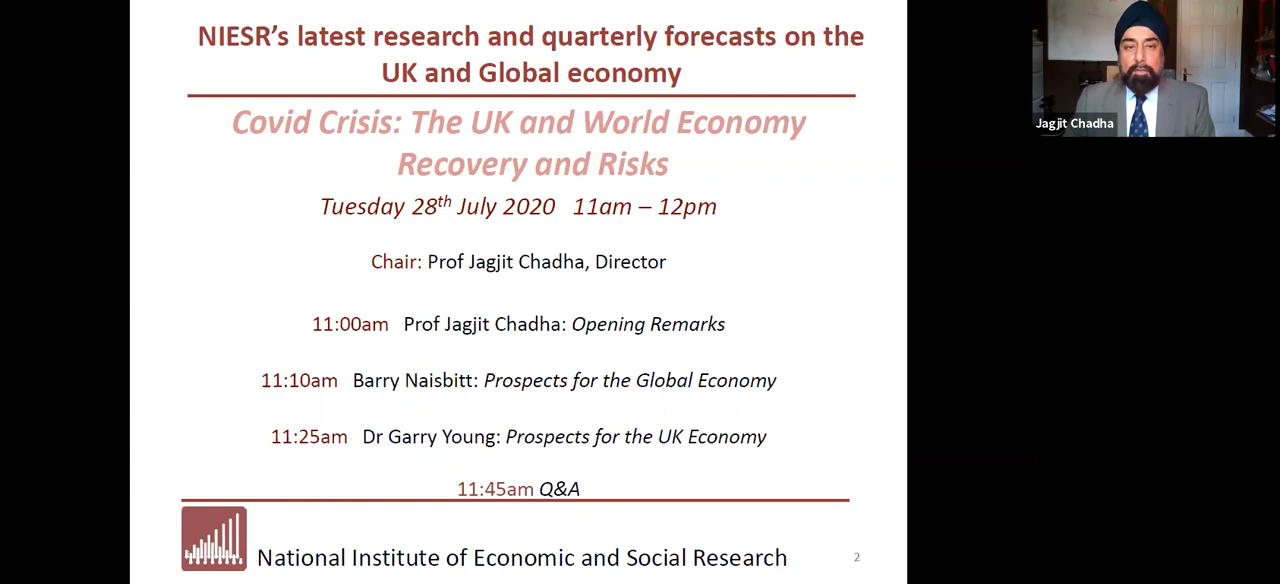 NIESR's latest research and quarterly forecasts on the
UK and Global economy
Covid Crisis: The UK and World Economy
Recovery and Risks
Tuesday 28th July 2020 11am – 12pm
Chair: Prof Jagjit Chadha, Director
11:00am Prof Jagjit Chadha: Opening Remarks
11:10am Barry Naisbitt: Prospects for the Global Economy
11:25am Dr Garry Young: Prospects for the UK Economy
11:45am Q&A
National Institute of Economic and Social Research
2
Jagjit Chadha